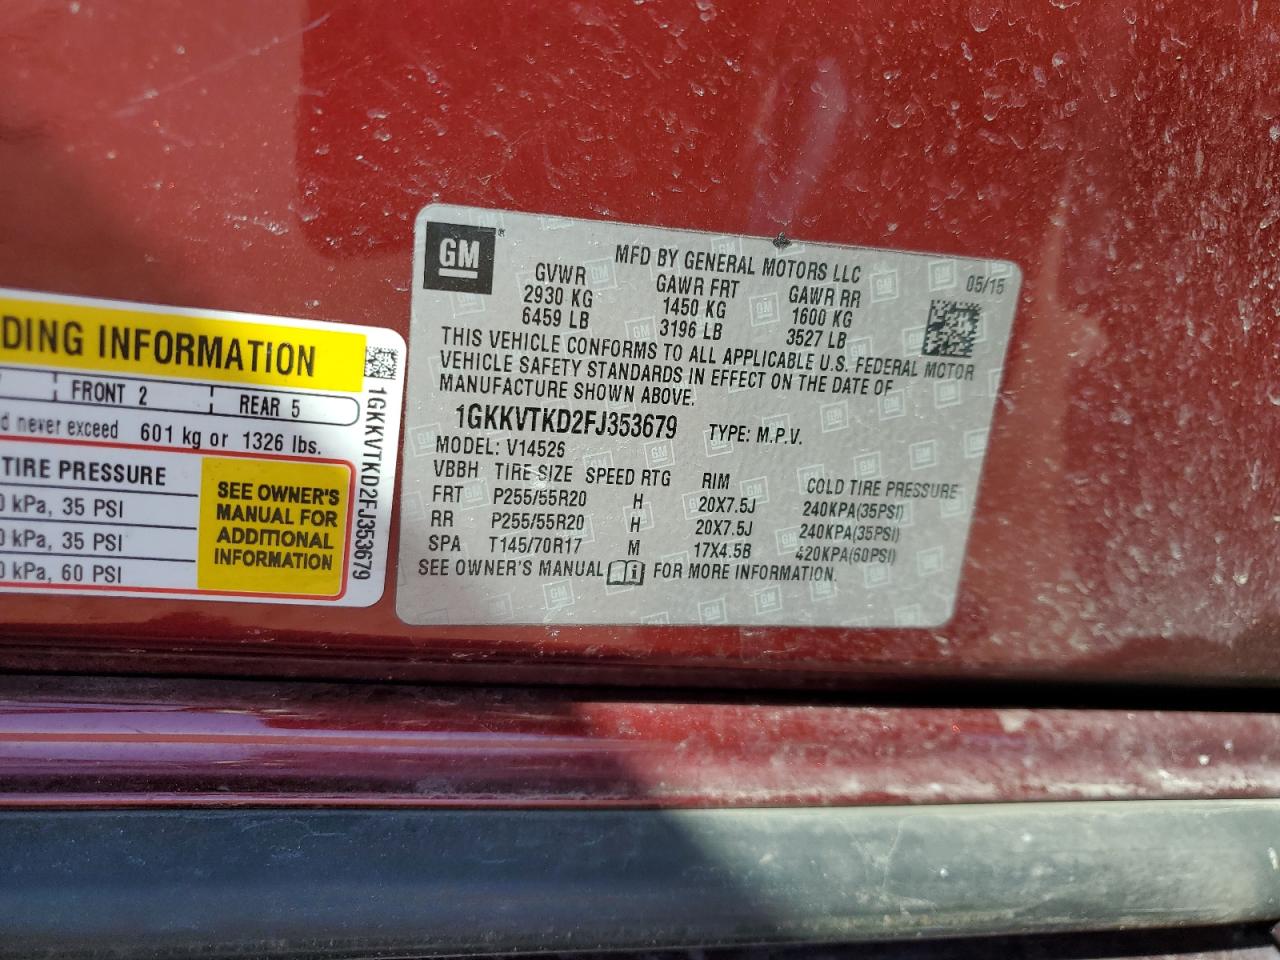 DING INFORMATION
FRONT 2 REAR 5
d never exceed 601 kg or 1326 lbs.
TIRE PRESSURE
0 kPa, 35 PSI
0 kPa, 35 PSI
0 kPa, 60 PSI
SEE OWNER'S
MANUAL FOR
ADDITIONAL
INFORMATION
1GKKVTKD2FJ353679
GM ®
MFD BY GENERAL MOTORS LLC
05/15
GVWR GAWR FRT GAWR RR
2930 KG 1450 KG 1600 KG
6459 LB 3196 LB 3527 LB
THIS VEHICLE CONFORMS TO ALL APPLICABLE U.S. FEDERAL MOTOR
VEHICLE SAFETY STANDARDS IN EFFECT ON THE DATE OF
MANUFACTURE SHOWN ABOVE.
1GKKVTKD2FJ353679 TYPE: M.P.V.
MODEL: V14526
VBBH TIRE SIZE SPEED RTG RIM COLD TIRE PRESSURE
FRT P255/55R20 H 20X7.5J 240KPA(35PSI)
RR P255/55R20 H 20X7.5J 240KPA(35PSI)
SPA T145/70R17 M 17X4.5B 420KPA(60PSI)
SEE OWNER'S MANUAL i FOR MORE INFORMATION.